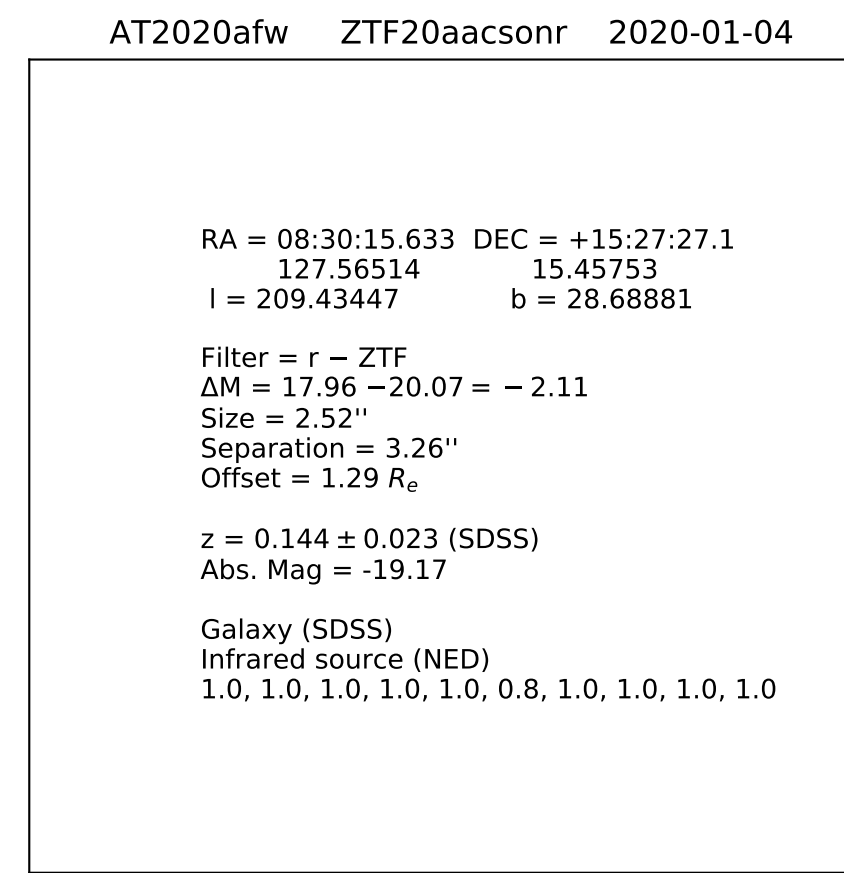 AT2020afw ZTF20aacsonr 2020-01-04
RA = 08:30:15.633 DEC = +15:27:27.1
127.56514 15.45753
l = 209.43447 b = 28.68881
Filter = r − ZTF
ΔM = 17.96 −20.07 = − 2.11
Size = 2.52''
Separation = 3.26''
Offset = 1.29 Rₑ
z = 0.144 ± 0.023 (SDSS)
Abs. Mag = -19.17
Galaxy (SDSS)
Infrared source (NED)
1.0, 1.0, 1.0, 1.0, 1.0, 0.8, 1.0, 1.0, 1.0, 1.0